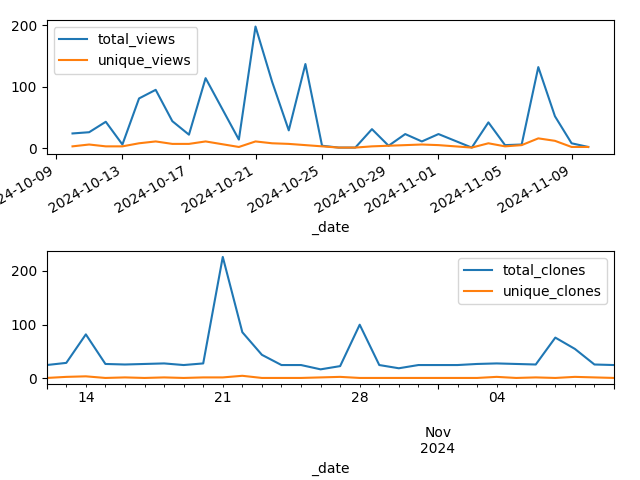 200
100
0
total_views
unique_views
24-10-09
2024-10-13
2024-10-17
2024-10-21
2024-10-25
2024-10-29
2024-11-01
2024-11-05
2024-11-09
_date
200
100
0
total_clones
unique_clones
14
21
28
04
Nov
2024
_date